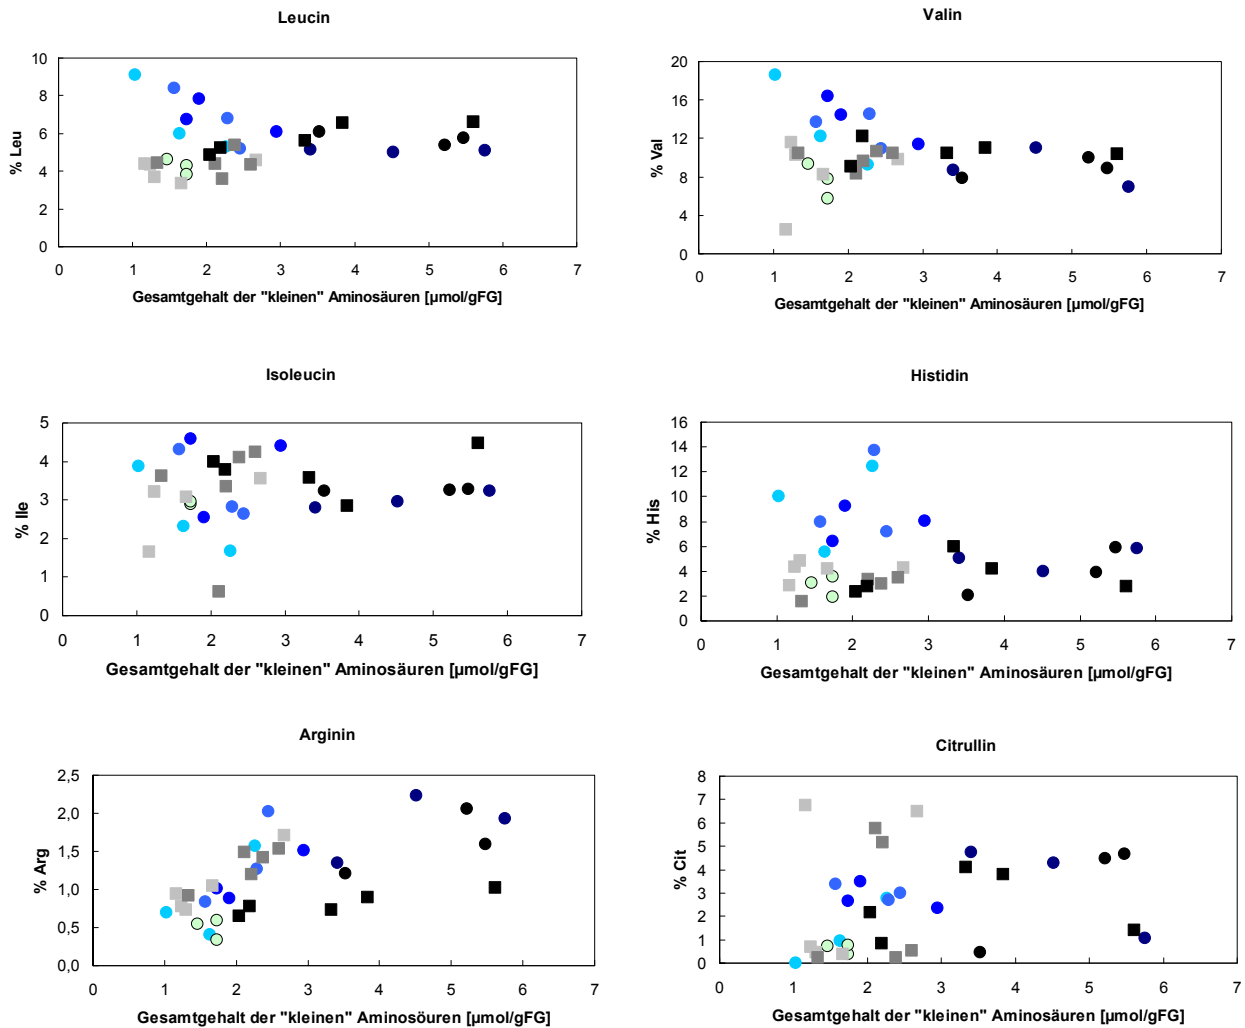 Leucin
10
8
6
4
2
0
% Leu
0 1 2 3 4 5 6 7
Gesamtgehalt der "kleinen" Aminosäuren [µmol/gFG]
Valin
20
16
12
8
4
0
% Val
0 1 2 3 4 5 6 7
Gesamtgehalt der "kleinen" Aminosäuren [µmol/gFG]
Isoleucin
5
4
3
2
1
0
% Ile
0 1 2 3 4 5 6 7
Gesamtgehalt der "kleinen" Aminosäuren [µmol/gFG]
Histidin
16
14
12
10
8
6
4
2
0
% His
0 1 2 3 4 5 6 7
Gesamtgehalt der "kleinen" Aminosäuren [µmol/gFG]
Arginin
2,5
2,0
1,5
1,0
0,5
0,0
% Arg
0 1 2 3 4 5 6 7
Gesamtgehalt der "kleinen" Aminosöuren [µmol/gFG]
Citrullin
8
7
6
5
4
3
2
1
0
% Cit
0 1 2 3 4 5 6 7
Gesamtgehalt der "kleinen" Aminosäuren [µmol/gFG]